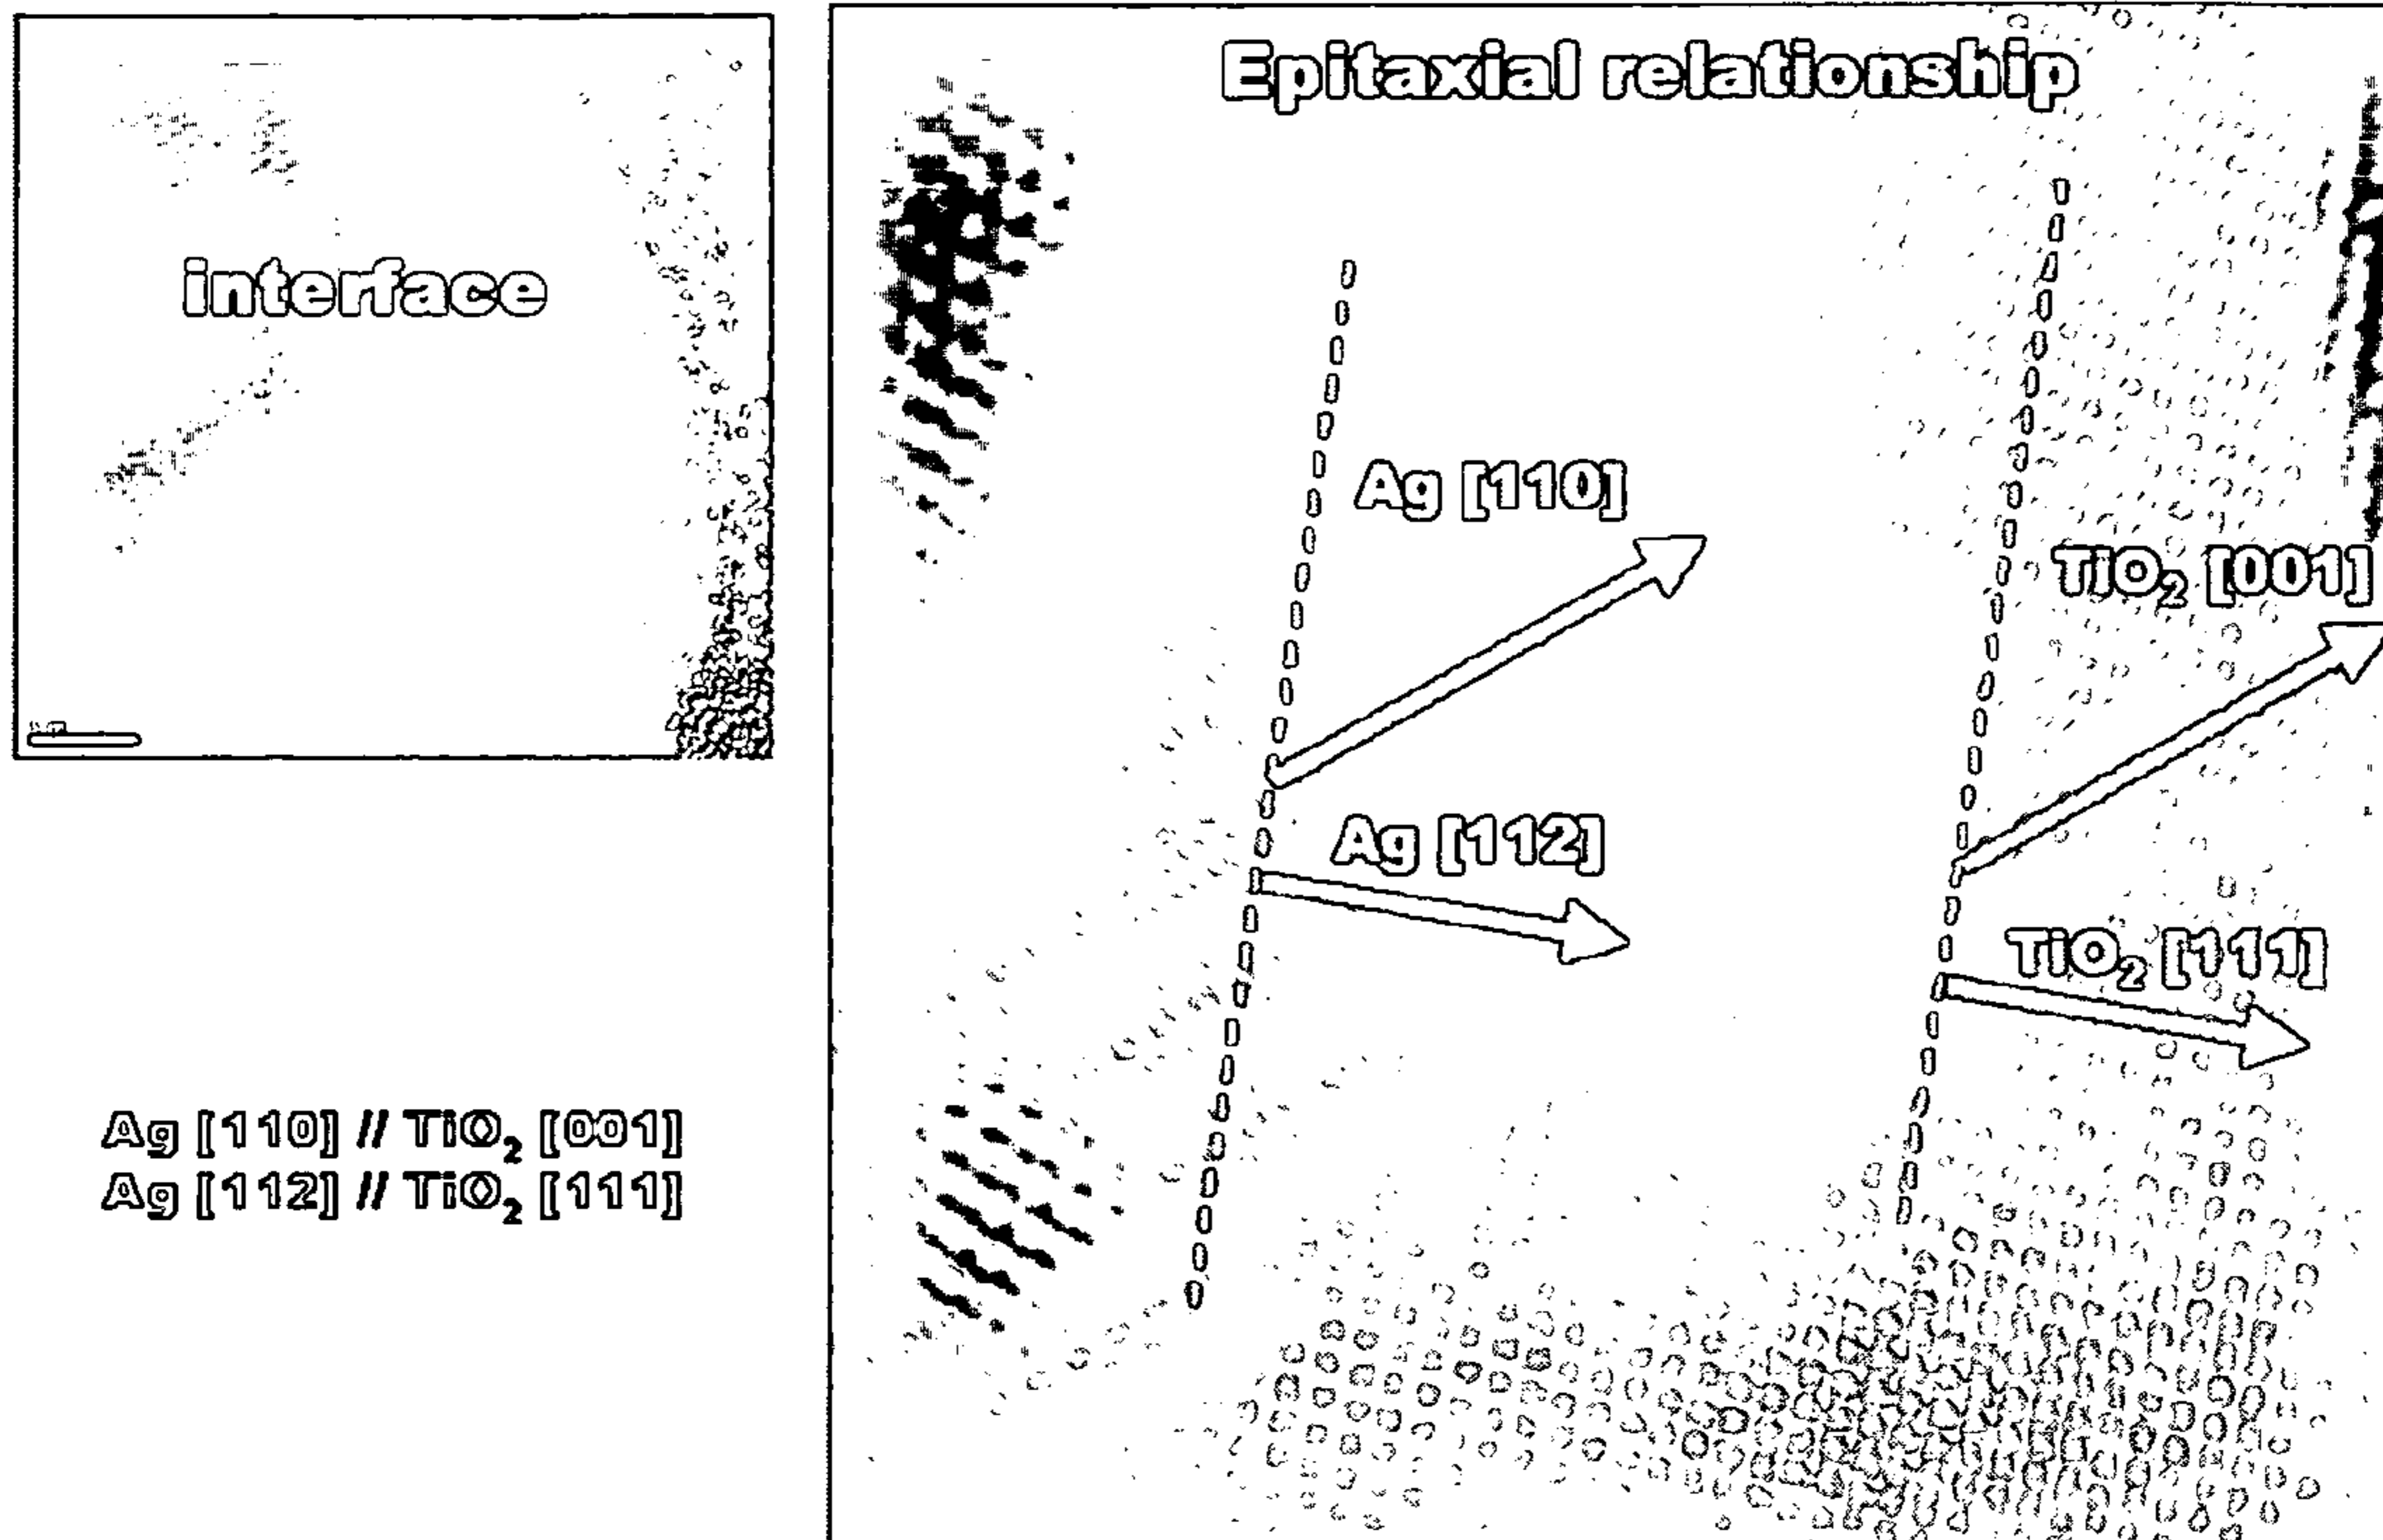 interface
Epitaxial relationship
Ag [110]
TiO₂ [001]
Ag [112]
TiO₂ [111]
Ag [110] // TiO₂ [001]
Ag [112] // TiO₂ [111]